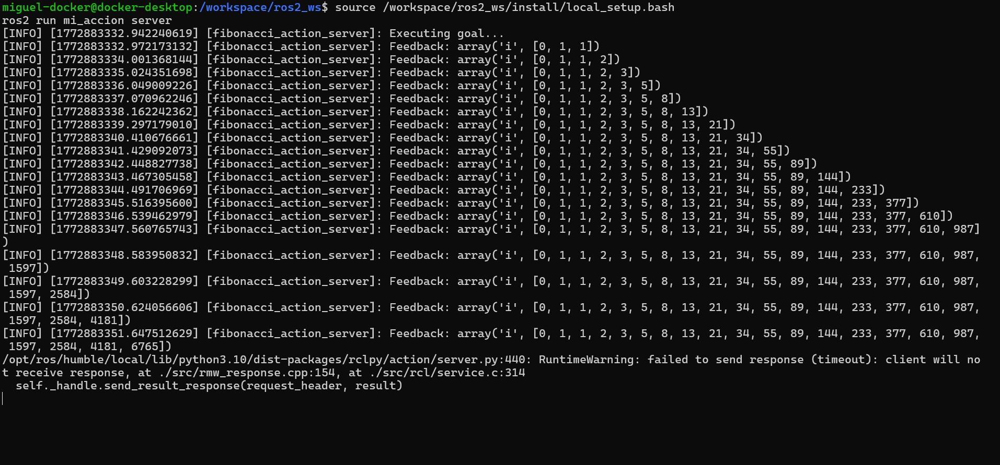 miguel-docker@docker-desktop:/workspace/ros2_ws$ source /workspace/ros2_ws/install/local_setup.bash
ros2 run mi_accion server
[INFO] [1772883332.942240619] [fibonacci_action_server]: Executing goal...
[INFO] [1772883332.972173132] [fibonacci_action_server]: Feedback: array('i', [0, 1, 1])
[INFO] [1772883334.001368144] [fibonacci_action_server]: Feedback: array('i', [0, 1, 1, 2])
[INFO] [1772883335.024351698] [fibonacci_action_server]: Feedback: array('i', [0, 1, 1, 2, 3])
[INFO] [1772883336.049009226] [fibonacci_action_server]: Feedback: array('i', [0, 1, 1, 2, 3, 5])
[INFO] [1772883337.070962246] [fibonacci_action_server]: Feedback: array('i', [0, 1, 1, 2, 3, 5, 8])
[INFO] [1772883338.162242362] [fibonacci_action_server]: Feedback: array('i', [0, 1, 1, 2, 3, 5, 8, 13])
[INFO] [1772883339.297179010] [fibonacci_action_server]: Feedback: array('i', [0, 1, 1, 2, 3, 5, 8, 13, 21])
[INFO] [1772883340.410676661] [fibonacci_action_server]: Feedback: array('i', [0, 1, 1, 2, 3, 5, 8, 13, 21, 34])
[INFO] [1772883341.429092073] [fibonacci_action_server]: Feedback: array('i', [0, 1, 1, 2, 3, 5, 8, 13, 21, 34, 55])
[INFO] [1772883342.448827738] [fibonacci_action_server]: Feedback: array('i', [0, 1, 1, 2, 3, 5, 8, 13, 21, 34, 55, 89])
[INFO] [1772883343.467305458] [fibonacci_action_server]: Feedback: array('i', [0, 1, 1, 2, 3, 5, 8, 13, 21, 34, 55, 89, 144])
[INFO] [1772883344.491706969] [fibonacci_action_server]: Feedback: array('i', [0, 1, 1, 2, 3, 5, 8, 13, 21, 34, 55, 89, 144, 233])
[INFO] [1772883345.516395600] [fibonacci_action_server]: Feedback: array('i', [0, 1, 1, 2, 3, 5, 8, 13, 21, 34, 55, 89, 144, 233, 377])
[INFO] [1772883346.539462979] [fibonacci_action_server]: Feedback: array('i', [0, 1, 1, 2, 3, 5, 8, 13, 21, 34, 55, 89, 144, 233, 377, 610])
[INFO] [1772883347.560765743] [fibonacci_action_server]: Feedback: array('i', [0, 1, 1, 2, 3, 5, 8, 13, 21, 34, 55, 89, 144, 233, 377, 610, 987]
)
[INFO] [1772883348.583950832] [fibonacci_action_server]: Feedback: array('i', [0, 1, 1, 2, 3, 5, 8, 13, 21, 34, 55, 89, 144, 233, 377, 610, 987,
 1597])
[INFO] [1772883349.603228299] [fibonacci_action_server]: Feedback: array('i', [0, 1, 1, 2, 3, 5, 8, 13, 21, 34, 55, 89, 144, 233, 377, 610, 987,
 1597, 2584])
[INFO] [1772883350.624056606] [fibonacci_action_server]: Feedback: array('i', [0, 1, 1, 2, 3, 5, 8, 13, 21, 34, 55, 89, 144, 233, 377, 610, 987,
 1597, 2584, 4181])
[INFO] [1772883351.647512629] [fibonacci_action_server]: Feedback: array('i', [0, 1, 1, 2, 3, 5, 8, 13, 21, 34, 55, 89, 144, 233, 377, 610, 987,
 1597, 2584, 4181, 6765])
/opt/ros/humble/local/lib/python3.10/dist-packages/rclpy/action/server.py:440: RuntimeWarning: failed to send response (timeout): client will no
t receive response, at ./src/rmw_response.cpp:154, at ./src/rcl/service.c:314
  self._handle.send_result_response(request_header, result)